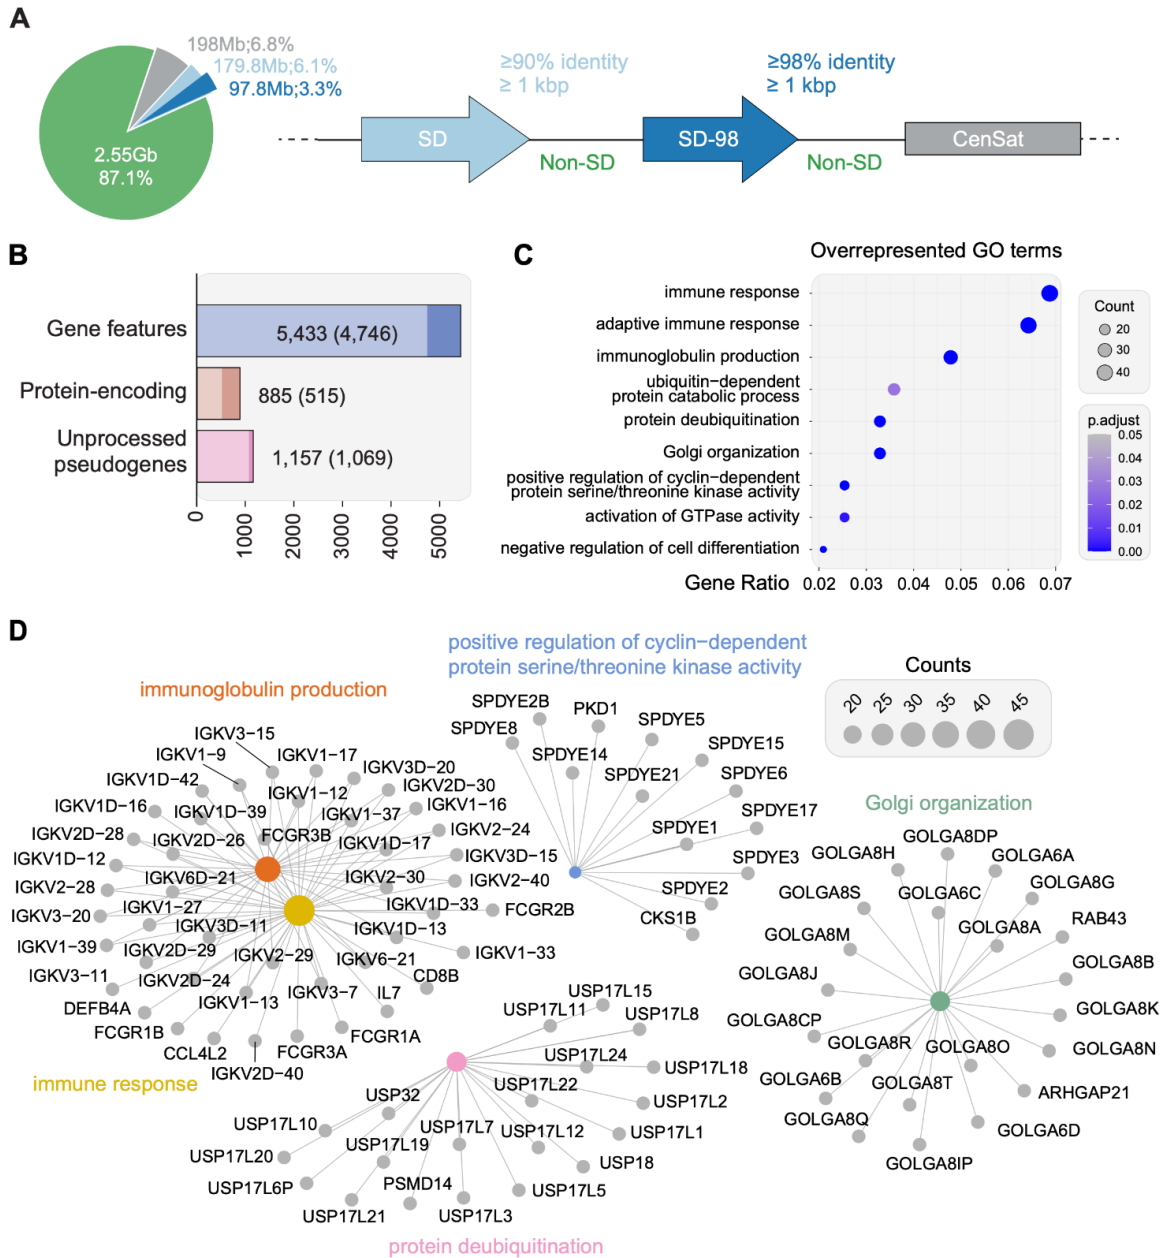 A
198Mb;6.8%
179.8Mb;6.1%
97.8Mb;3.3%
2.55Gb
87.1%
≥90% identity
≥ 1 kbp
≥98% identity
≥ 1 kbp
SD
Non-SD
SD-98
Non-SD
CenSat
B
Gene features
5,433 (4,746)
Protein-encoding
885 (515)
Unprocessed
pseudogenes
1,157 (1,069)
0
1000
2000
3000
4000
5000
C
Overrepresented GO terms
immune response
adaptive immune response
immunoglobulin production
ubiquitin−dependent
protein catabolic process
protein deubiquitination
Golgi organization
positive regulation of cyclin−dependent
protein serine/threonine kinase activity
activation of GTPase activity
negative regulation of cell differentiation
Gene Ratio
0.02 0.03 0.04 0.05 0.06 0.07
Count
20
30
40
p.adjust
0.05
0.04
0.03
0.02
0.01
0.00
D
immunoglobulin production
IGKV3−15
IGKV1−9
IGKV1−17
IGKV1D−42
IGKV3D−20
IGKV1−12
IGKV2D−30
IGKV1D−16
IGKV1D−39
IGKV1−37
IGKV1−16
IGKV2D−28
IGKV2D−26
FCGR3B
IGKV1D−17
IGKV2−24
IGKV1D−12
IGKV3D−15
IGKV2−28
IGKV6D−21
IGKV2−30
IGKV2−40
IGKV3−20
IGKV1−27
IGKV1D−33
FCGR2B
IGKV3D−11
IGKV1D−13
IGKV1−39
IGKV2D−29
IGKV2−29
IGKV6−21
IGKV1−33
IGKV3−11
IGKV2D−24
CD8B
IGKV1−13
IGKV3−7
IL7
DEFB4A
FCGR1B
FCGR1A
CCL4L2
FCGR3A
IGKV2D−40
immune response
positive regulation of cyclin−dependent
protein serine/threonine kinase activity
SPDYE2B
PKD1
SPDYE8
SPDYE5
SPDYE14
SPDYE15
SPDYE21
SPDYE6
SPDYE17
SPDYE1
SPDYE3
SPDYE2
CKS1B
Counts
20
25
30
35
40
45
Golgi organization
GOLGA8DP
GOLGA8H
GOLGA6A
GOLGA8S
GOLGA6C
GOLGA8G
GOLGA8A
RAB43
GOLGA8M
GOLGA8B
GOLGA8J
GOLGA8K
GOLGA8CP
GOLGA8R
GOLGA8O
GOLGA8N
GOLGA6B
GOLGA8T
ARHGAP21
GOLGA8Q
GOLGA6D
GOLGA8IP
USP17L15
USP17L11
USP17L8
USP17L24
USP17L18
USP17L22
USP32
USP17L2
USP17L10
USP17L7
USP17L12
USP17L1
USP17L19
USP17L20
USP18
USP17L6P
PSMD14
USP17L5
USP17L21
USP17L3
protein deubiquitination